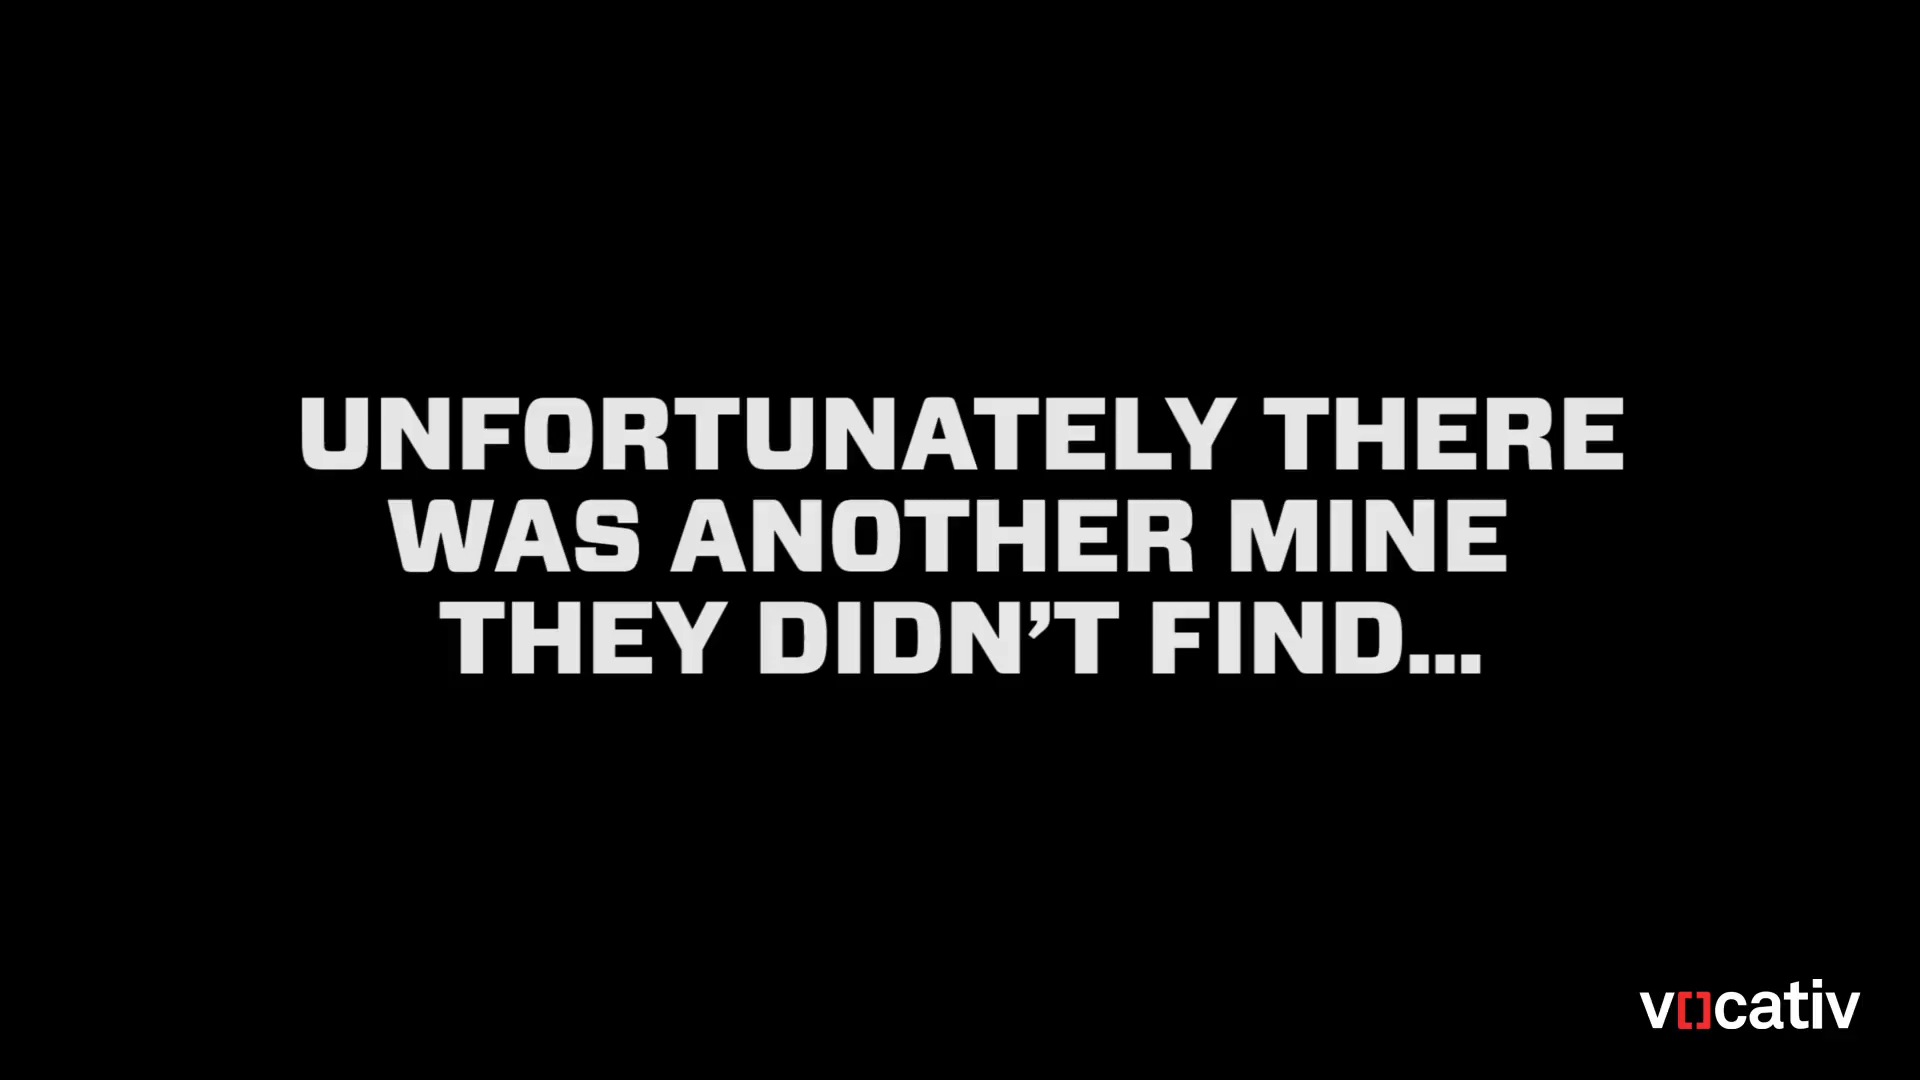 UNFORTUNATELY THERE
WAS ANOTHER MINE
THEY DIDN’T FIND...
vocativ